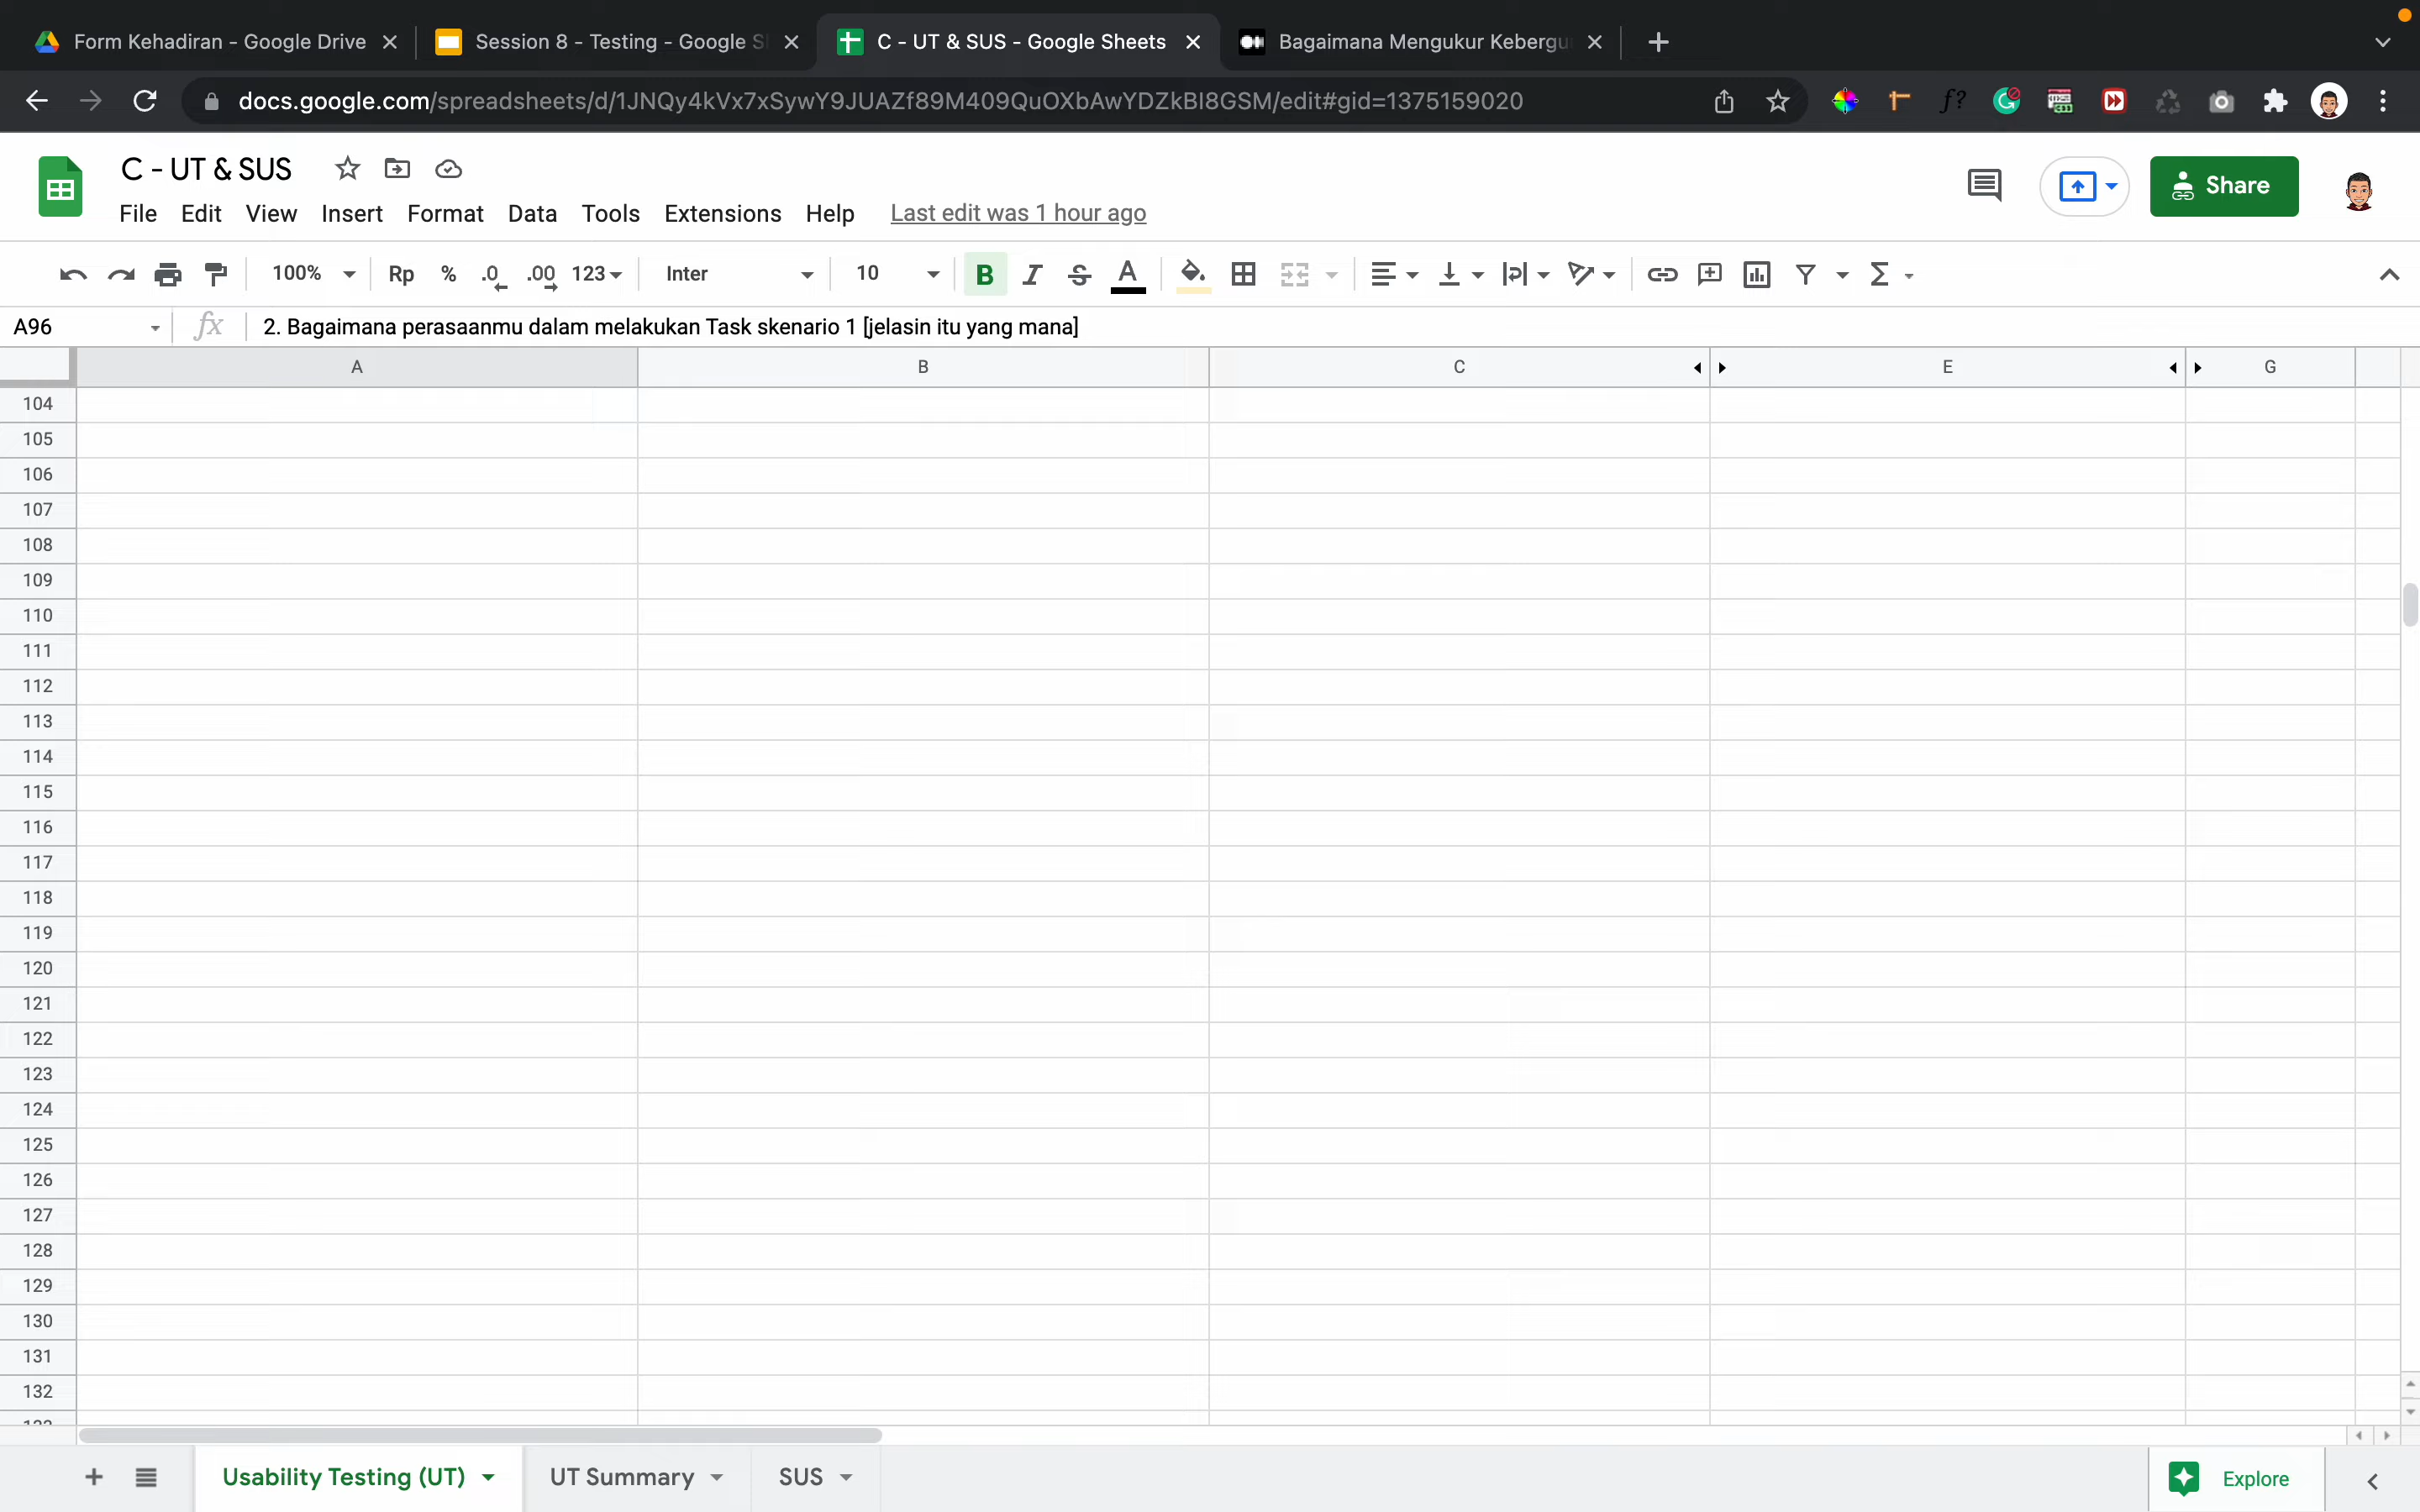 Form Kehadiran - Google Drive
Session 8 - Testing - Google
C - UT & SUS - Google Sheets
Bagaimana Mengukur
docs.google.com/spreadsheets/d/1JNQy4kVx7xSywY9JUAZf89M409QuOXbAwYDZkBI8GSM/edit#gid=1375159020
C - UT & SUS
File Edit View Insert Format Data Tools Extensions Help Last edit was 1 hour ago
Share
100% Rp % .0 .00 123 Inter 10 B I S A
A96 fx 2. Bagaimana perasaanmu dalam melakukan Task skenario 1 [jelasin itu yang mana]
A B C E G
104
105
106
107
108
109
110
111
112
113
114
115
116
117
118
119
120
121
122
123
124
125
126
127
128
129
130
131
132
Usability Testing (UT) UT Summary SUS Explore